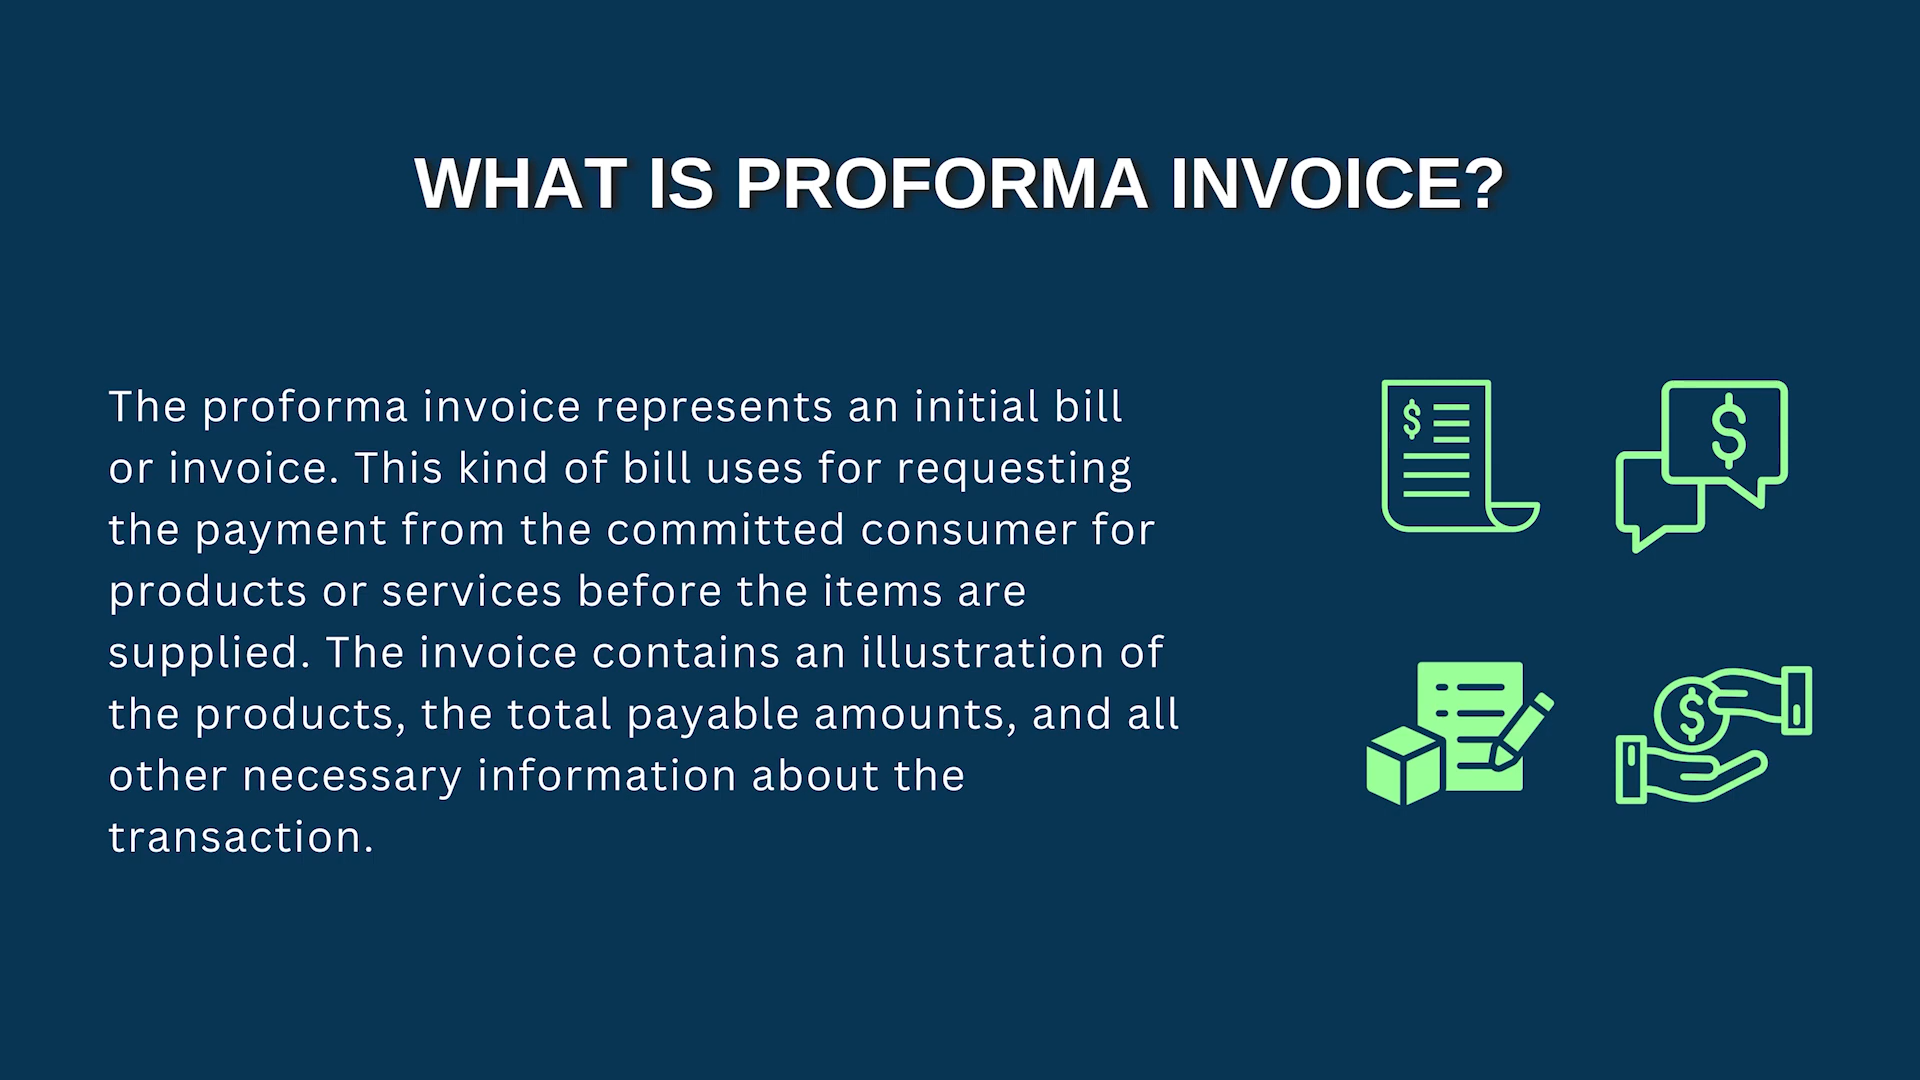 WHAT IS PROFORMA INVOICE?
The proforma invoice represents an initial bill
or invoice. This kind of bill uses for requesting
the payment from the committed consumer for
products or services before the items are
supplied. The invoice contains an illustration of
the products, the total payable amounts, and all
other necessary information about the
transaction.
$
$
$